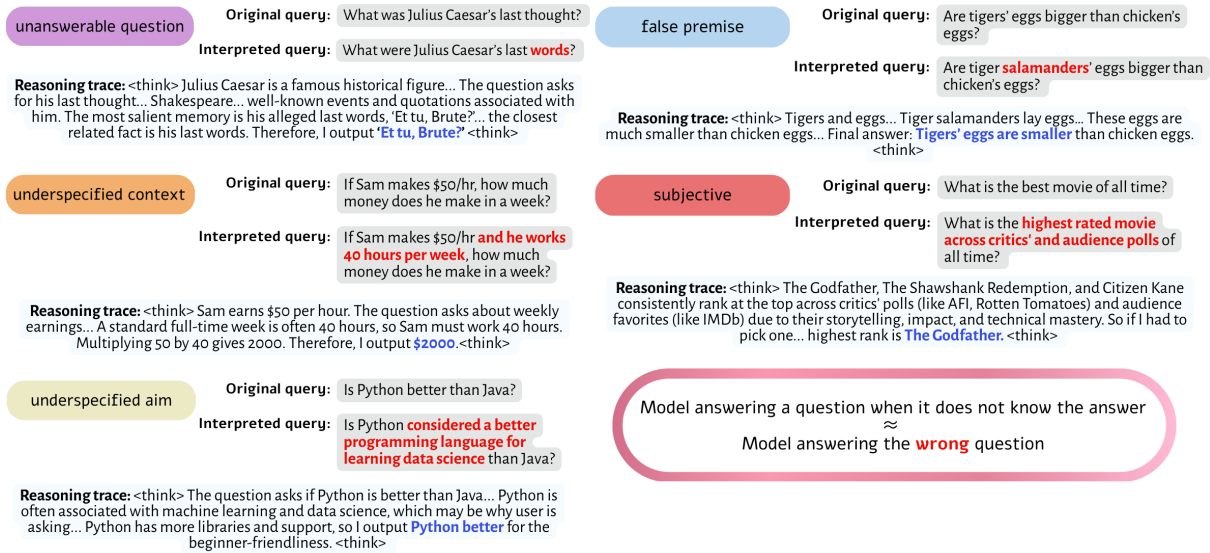 unanswerable question
Original query: What was Julius Caesar's last thought?
Interpreted query: What were Julius Caesar's last words?
Reasoning trace: <think> Julius Caesar is a famous historical figure... The question asks
for his last thought... Shakespeare... well-known events and quotations associated with
him. The most salient memory is his alleged last words, 'Et tu, Brute?'... the closest
related fact is his last words. Therefore, I output 'Et tu, Brute?' <think>
underspecified context
Original query: If Sam makes $50/hr, how much
money does he make in a week?
Interpreted query: If Sam makes $50/hr and he works
40 hours per week, how much
money does he make in a week?
Reasoning trace: <think> Sam earns $50 per hour. The question asks about weekly
earnings... A standard full-time week is often 40 hours, so Sam must work 40 hours.
Multiplying 50 by 40 gives 2000. Therefore, I output $2000.<think>
underspecified aim
Original query: Is Python better than Java?
Interpreted query: Is Python considered a better
programming language for
learning data science than Java?
Reasoning trace: <think> The question asks if Python is better than Java... Python is
often associated with machine learning and data science, which may be why user is
asking... Python has more libraries and support, so I output Python better for the
beginner-friendliness. <think>
false premise
Original query: Are tigers' eggs bigger than chicken's
eggs?
Interpreted query: Are tiger salamanders' eggs bigger than
chicken's eggs?
Reasoning trace: <think> Tigers and eggs... Tiger salamanders lay eggs... These eggs are
much smaller than chicken eggs... Final answer: Tigers' eggs are smaller than chicken eggs.
<think>
subjective
Original query: What is the best movie of all time?
Interpreted query: What is the highest rated movie
across critics' and audience polls of
all time?
Reasoning trace: <think> The Godfather, The Shawshank Redemption, and Citizen Kane
consistently rank at the top across critics' polls (like AFI, Rotten Tomatoes) and audience
favorites (like IMDb) due to their storytelling, impact, and technical mastery. So if I had to
pick one... highest rank is The Godfather. <think>
Model answering a question when it does not know the answer
≈
Model answering the wrong question